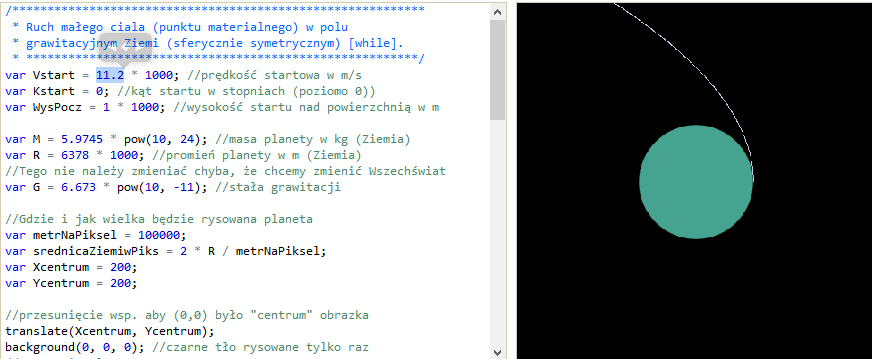 /***********************************************************
 * Ruch małego ciala (punktu materialnego) w polu
 * grawitacyjnym Ziemi (sferycznie symetrycznym) [while].
 * ********************************************************/
var Vstart = 11.2 * 1000; //prędkość startowa w m/s
var Kstart = 0; //kąt startu w stopniach (poziomo 0))
var WysPocz = 1 * 1000; //wysokość startu nad powierzchnią w m
var M = 5.9745 * pow(10, 24); //masa planety w kg (Ziemia)
var R = 6378 * 1000; //promień planety w m (Ziemia)
//Tego nie należy zmieniać chyba, że chcemy zmienić Wszechświat
var G = 6.673 * pow(10, -11); //stała grawitacji
//Gdzie i jak wielka będzie rysowana planeta
var metrNaPiksel = 100000;
var srednicaZiemiwPiks = 2 * R / metrNaPiksel;
var Xcentrum = 200;
var Ycentrum = 200;
//przesunięcie wsp. aby (0,0) było "centrum" obrazka
translate(Xcentrum, Ycentrum);
background(0, 0, 0); //czarne tło rysowane tylko raz